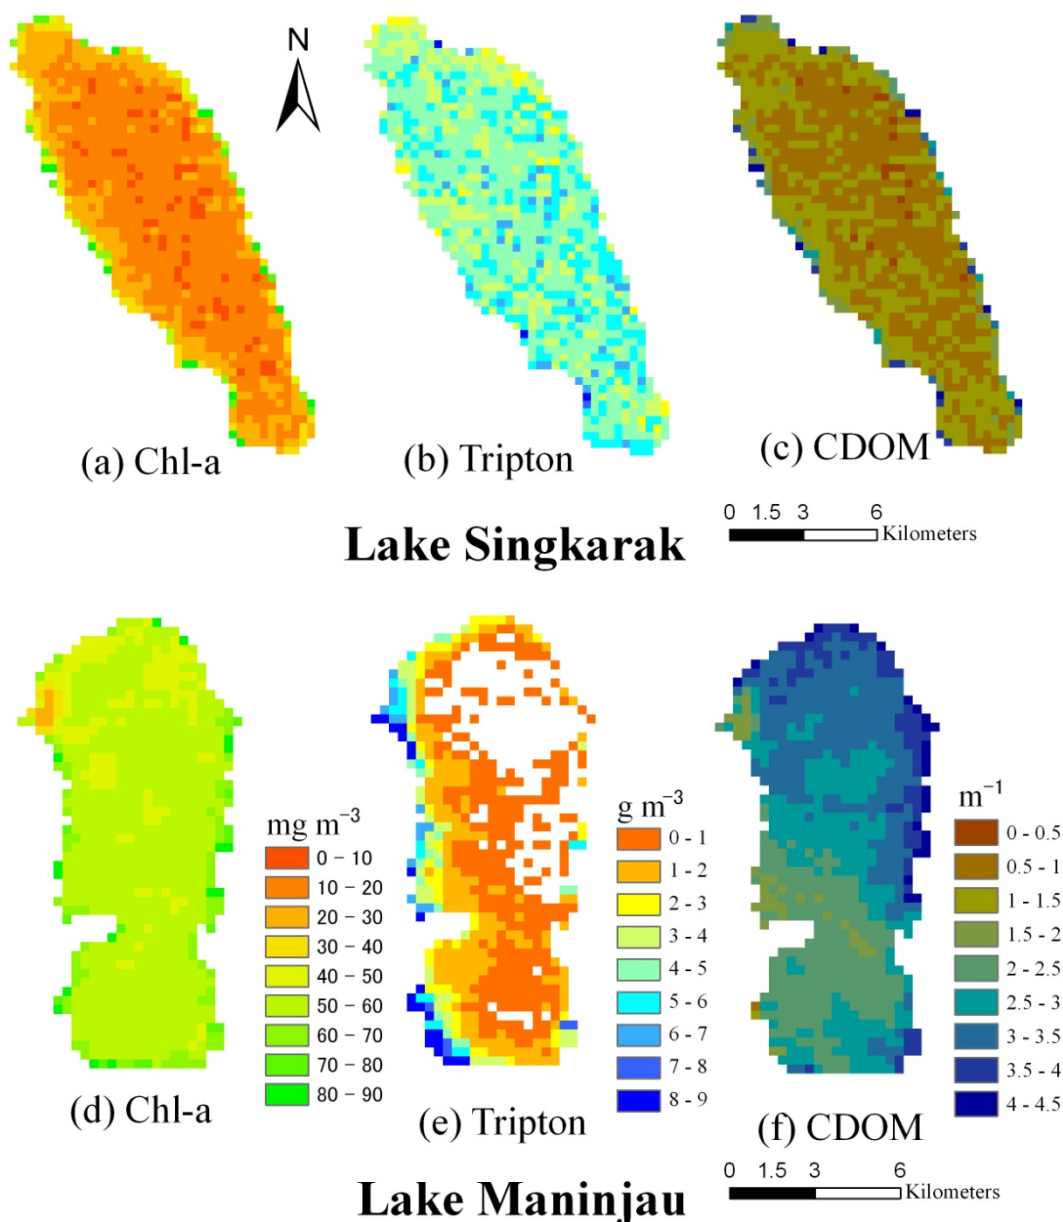 N
(a) Chl-a
(b) Tripton
(c) CDOM
0 1.5 3 6
Kilometers
Lake Singkarak
mg m⁻³
0 – 10
10 – 20
20 – 30
30 – 40
40 – 50
50 – 60
60 – 70
70 – 80
80 – 90
g m⁻³
0 - 1
1 - 2
2 - 3
3 - 4
4 - 5
5 - 6
6 - 7
7 - 8
8 - 9
m⁻¹
0 - 0.5
0.5 - 1
1 - 1.5
1.5 - 2
2 - 2.5
2.5 - 3
3 - 3.5
3.5 - 4
4 - 4.5
(d) Chl-a
(e) Tripton
(f) CDOM
0 1.5 3 6
Kilometers
Lake Maninjau